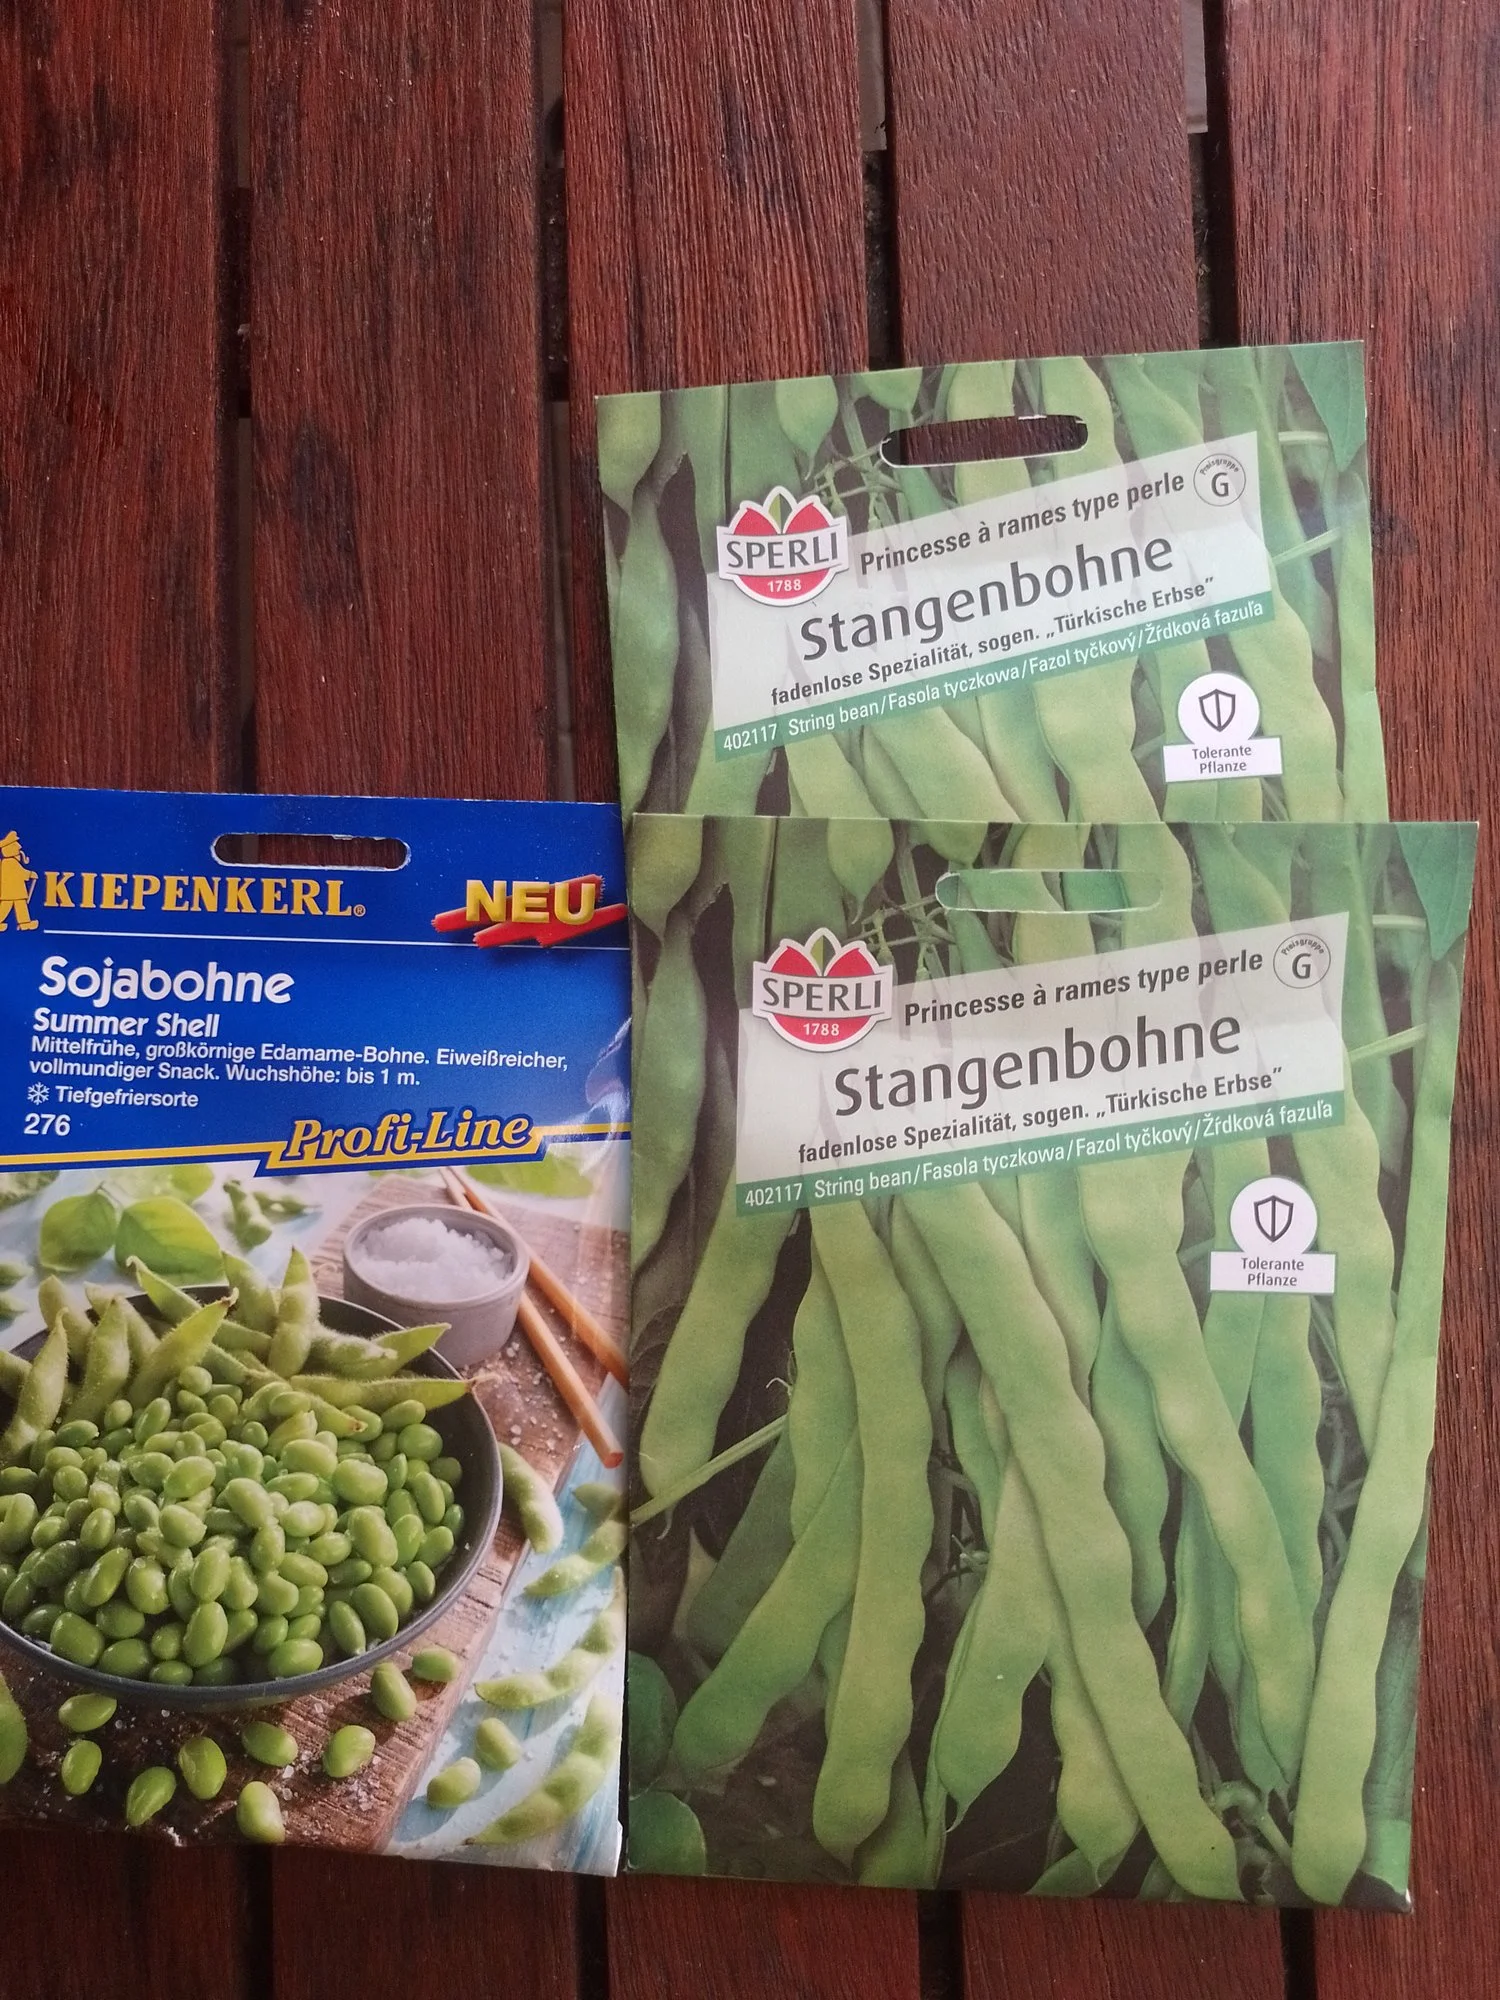 SPERLI
1788
Princesse à rames type perle
Preisgruppe
G
Stangenbohne
fadenlose Spezialität, sogen. „Türkische Erbse”
402117 String bean/Fasola tyczkowa/Fazol tyčkový/Žŕdková fazuľa
Tolerante
Pflanze
KIEPENKERL®
NEU
Sojabohne
Summer Shell
Mittelfrühe, großkörnige Edamame-Bohne. Eiweißreicher,
vollmundiger Snack. Wuchshöhe: bis 1 m.
Tiefgefriersorte
276
Profi-Line
SPERLI
1788
Princesse à rames type perle
Preisgruppe
G
Stangenbohne
fadenlose Spezialität, sogen. „Türkische Erbse”
402117 String bean/Fasola tyczkowa/Fazol tyčkový/Žŕdková fazuľa
Tolerante
Pflanze